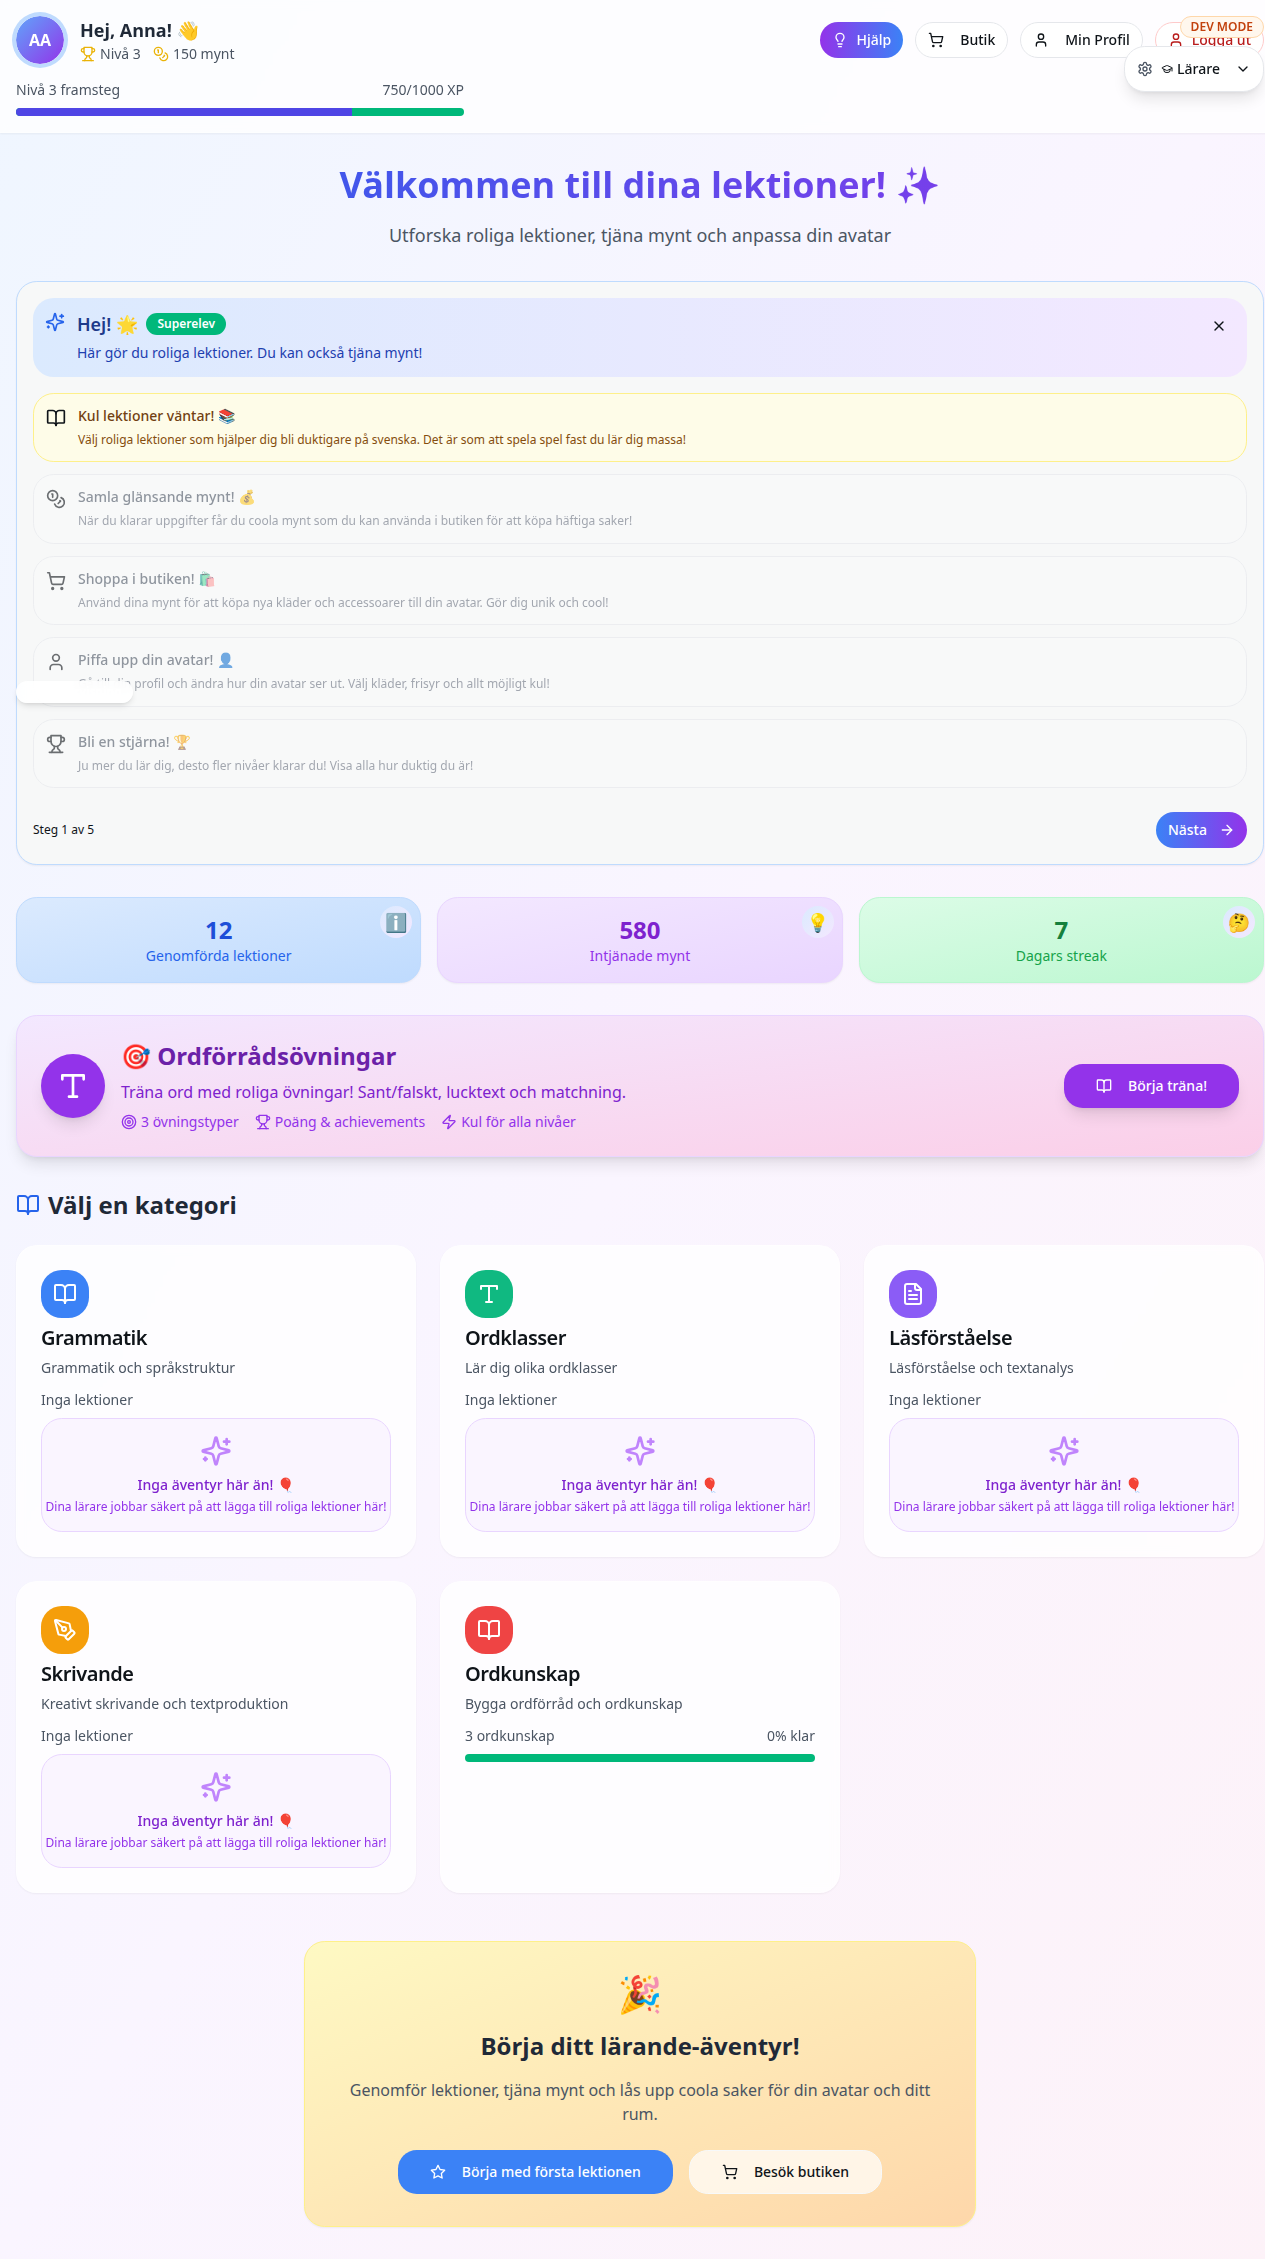 AA
Hej, Anna! 👋
Nivå 3 150 mynt
Hjälp
Butik
Min Profil
Logga ut
DEV MODE
Lärare
Nivå 3 framsteg 750/1000 XP
Välkommen till dina lektioner! ✨
Utforska roliga lektioner, tjäna mynt och anpassa din avatar
Hej! 🌟 Superelev
Här gör du roliga lektioner. Du kan också tjäna mynt!
Kul lektioner väntar! 📚
Välj roliga lektioner som hjälper dig bli duktigare på svenska. Det är som att spela spel fast du lär dig massa!
Samla glänsande mynt! 💰
När du klarar uppgifter får du coola mynt som du kan använda i butiken för att köpa häftiga saker!
Shoppa i butiken! 🛍️
Använd dina mynt för att köpa nya kläder och accessoarer till din avatar. Gör dig unik och cool!
Piffa upp din avatar! 👤
profil och ändra hur din avatar ser ut. Välj kläder, frisyr och allt möjligt kul!
Bli en stjärna! 🏆
Ju mer du lär dig, desto fler nivåer klarar du! Visa alla hur duktig du är!
Steg 1 av 5
Nästa
12
Genomförda lektioner
ℹ️
580
Intjänade mynt
💡
7
Dagars streak
🤔
🎯 Ordförrådsövningar
Träna ord med roliga övningar! Sant/falskt, lucktext och matchning.
3 övningstyper Poäng & achievements Kul för alla nivåer
Börja träna!
Välj en kategori
Grammatik
Grammatik och språkstruktur
Inga lektioner
Inga äventyr här än! 🎈
Dina lärare jobbar säkert på att lägga till roliga lektioner här!
Ordklasser
Lär dig olika ordklasser
Inga lektioner
Inga äventyr här än! 🎈
Dina lärare jobbar säkert på att lägga till roliga lektioner här!
Läsförståelse
Läsförståelse och textanalys
Inga lektioner
Inga äventyr här än! 🎈
Dina lärare jobbar säkert på att lägga till roliga lektioner här!
Skrivande
Kreativt skrivande och textproduktion
Inga lektioner
Inga äventyr här än! 🎈
Dina lärare jobbar säkert på att lägga till roliga lektioner här!
Ordkunskap
Bygga ordförråd och ordkunskap
3 ordkunskap 0% klar
🎉
Börja ditt lärande-äventyr!
Genomför lektioner, tjäna mynt och lås upp coola saker för din avatar och ditt
rum.
Börja med första lektionen
Besök butiken